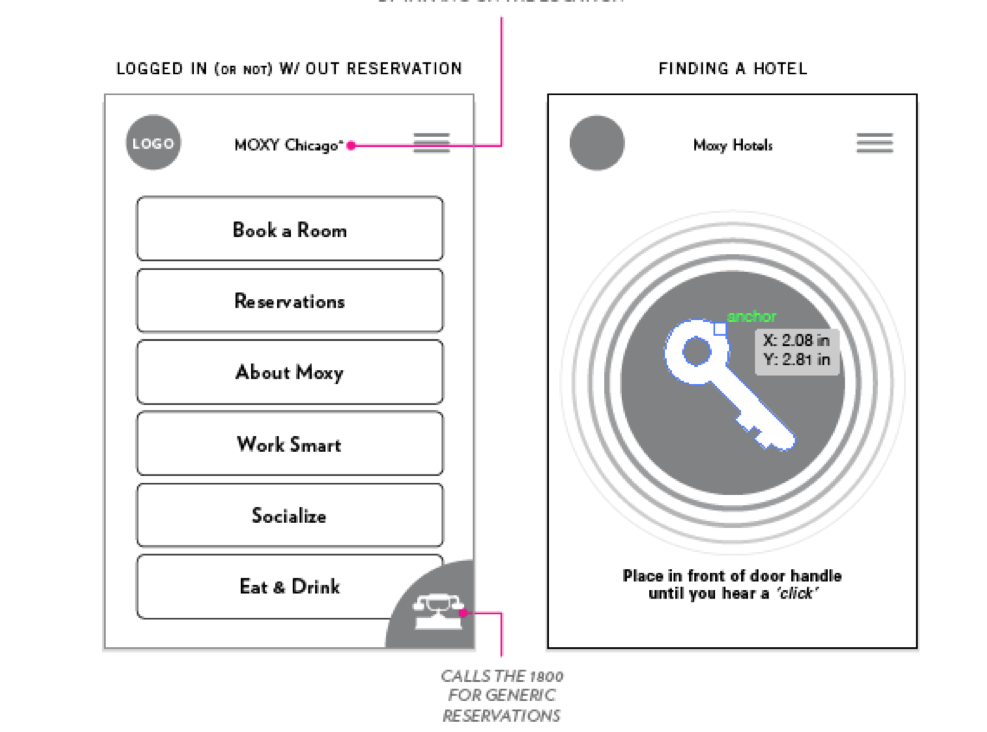 LOGGED IN (OR NOT) W/ OUT RESERVATION
LOGO
MOXY Chicago*
Book a Room
Reservations
About Moxy
Work Smart
Socialize
Eat & Drink
CALLS THE 1800
FOR GENERIC
RESERVATIONS
FINDING A HOTEL
Moxy Hotels
anchor
X: 2.08 in
Y: 2.81 in
Place in front of door handle
until you hear a 'click'